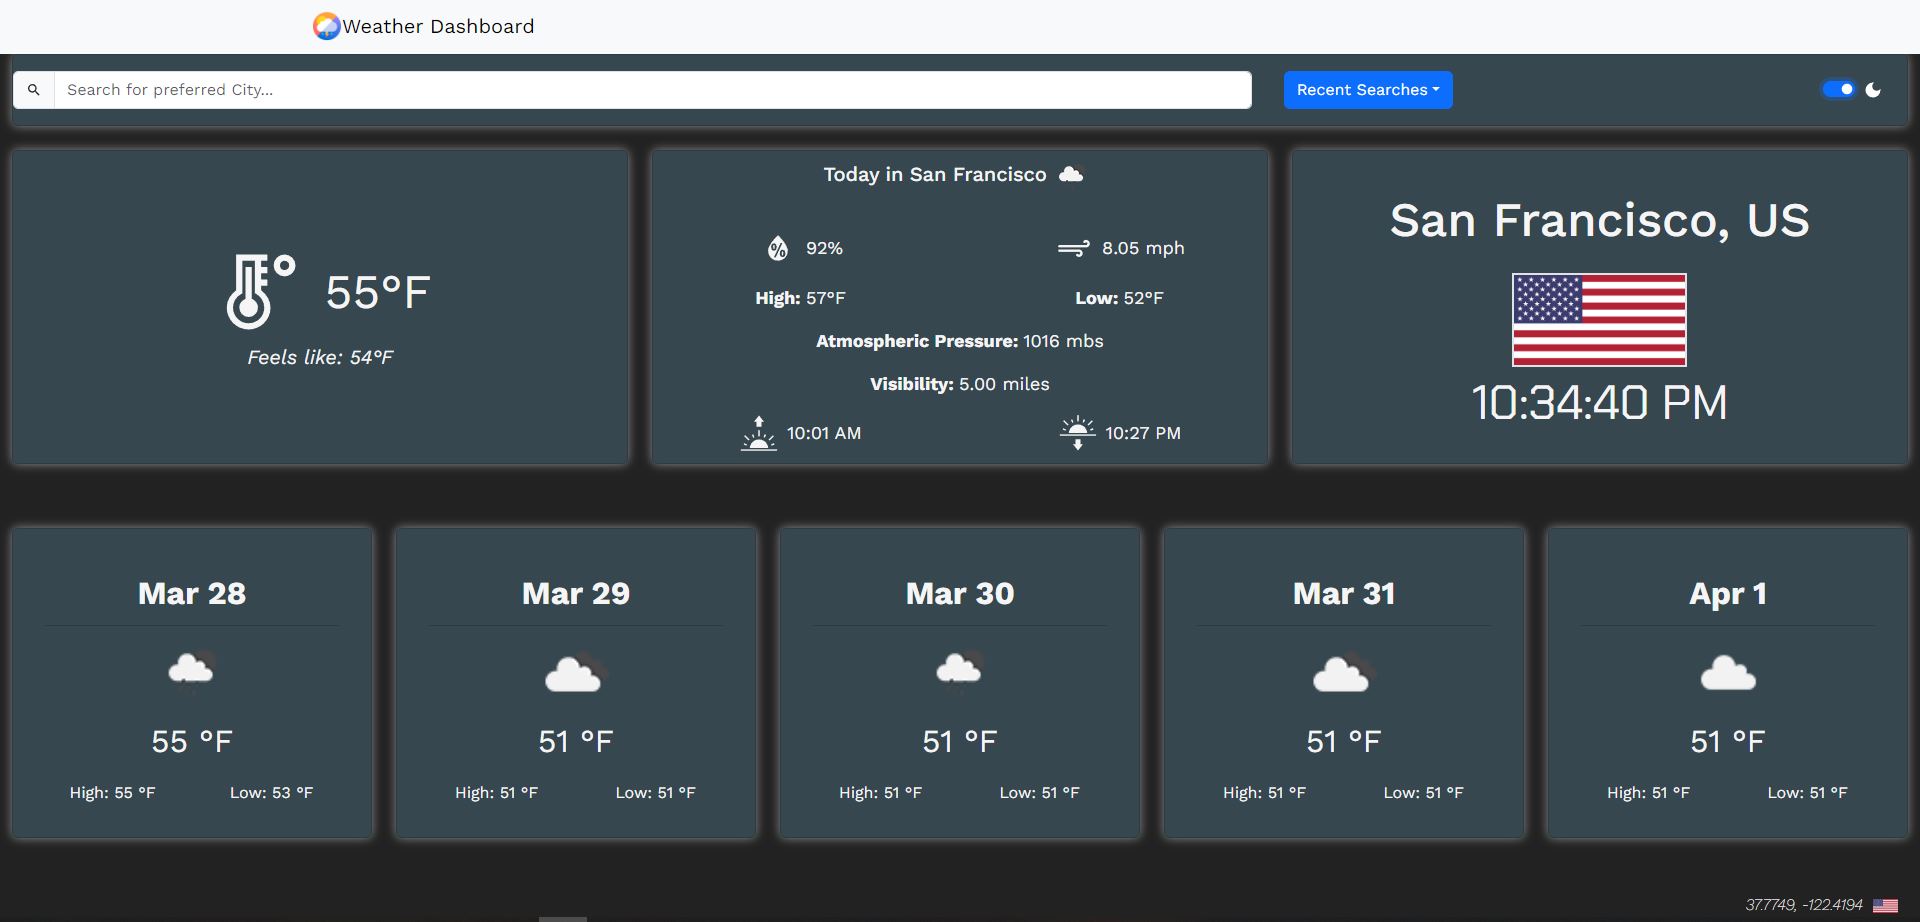 Weather Dashboard
Search for preferred City...
Recent Searches
55°F
Feels like: 54°F
Today in San Francisco
% 92%
8.05 mph
High: 57°F
Low: 52°F
Atmospheric Pressure: 1016 mbs
Visibility: 5.00 miles
10:01 AM
10:27 PM
San Francisco, US
10:34:40 PM
Mar 28
55 °F
High: 55 °F
Low: 53 °F
Mar 29
51 °F
High: 51 °F
Low: 51 °F
Mar 30
51 °F
High: 51 °F
Low: 51 °F
Mar 31
51 °F
High: 51 °F
Low: 51 °F
Apr 1
51 °F
High: 51 °F
Low: 51 °F
37.7749, -122.4194